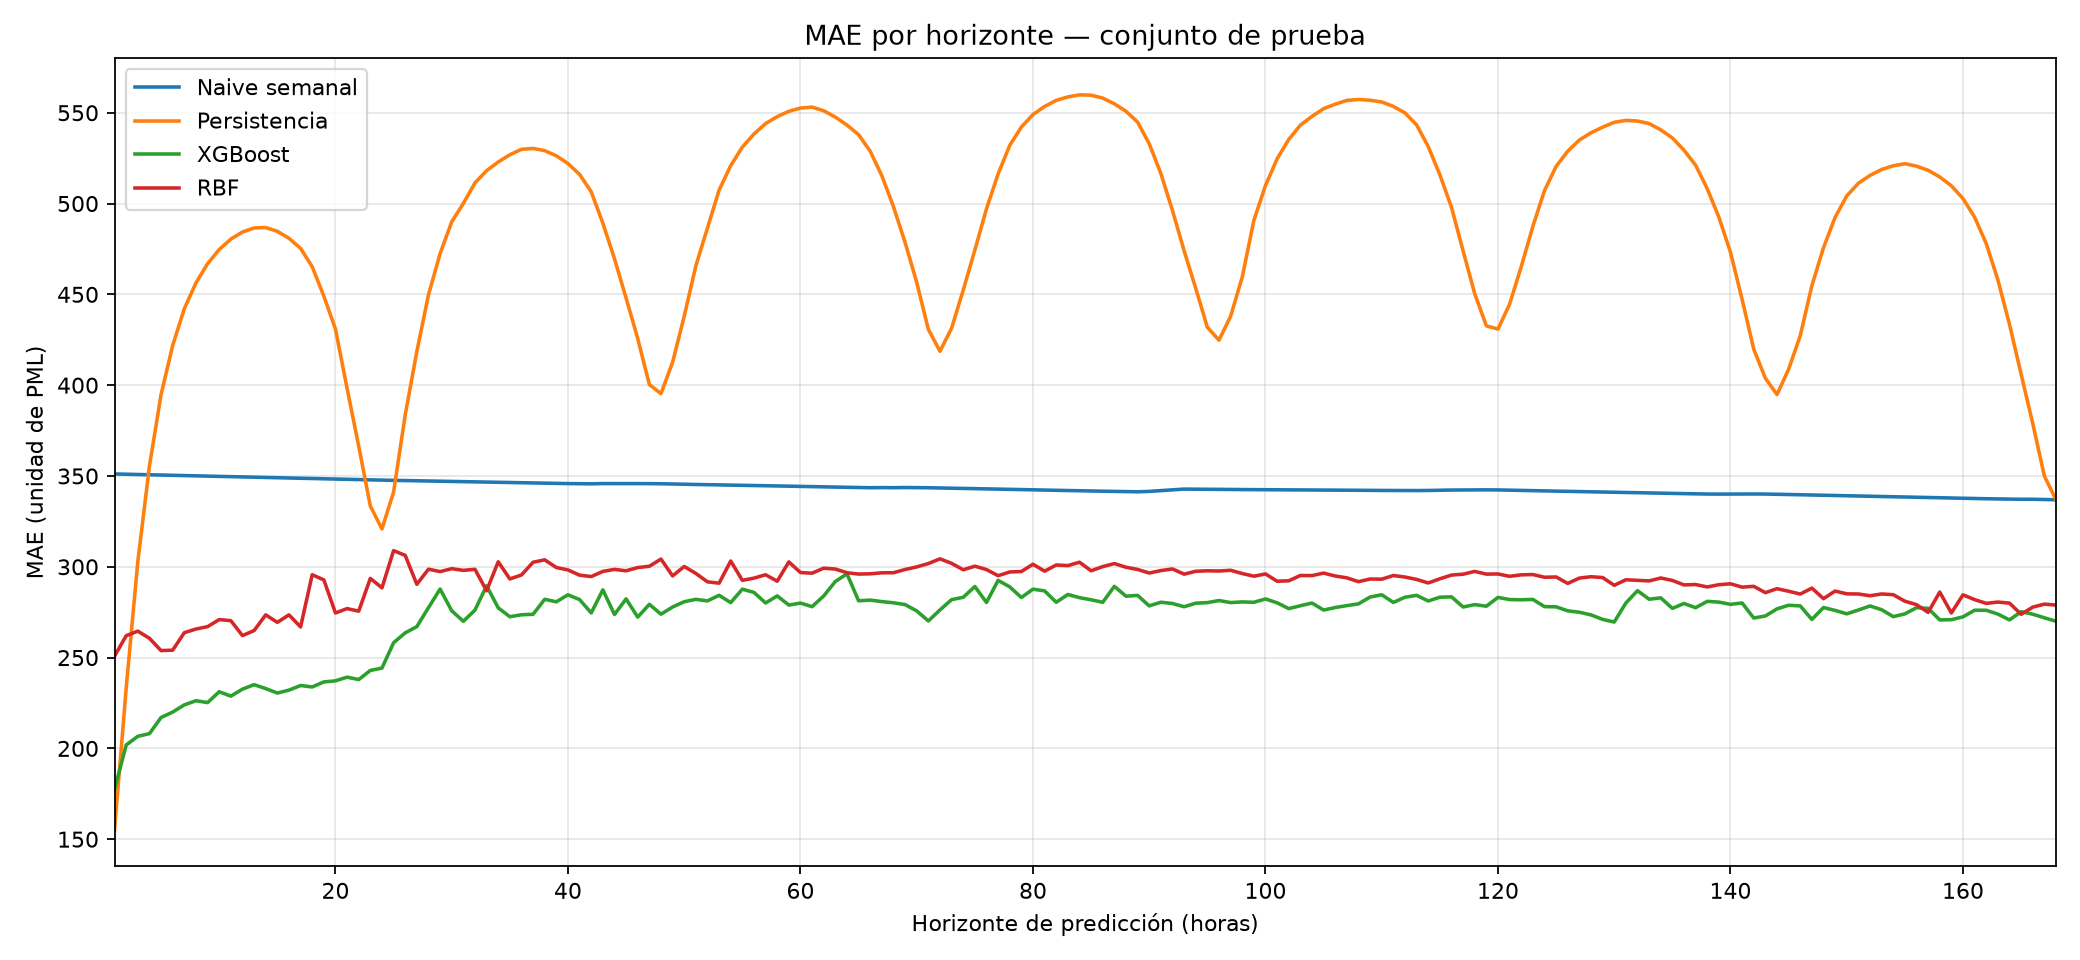 MAE por horizonte — conjunto de prueba
Naive semanal
Persistencia
XGBoost
RBF
MAE (unidad de PML)
550
500
450
400
350
300
250
200
150
20 40 60 80 100 120 140 160
Horizonte de predicción (horas)